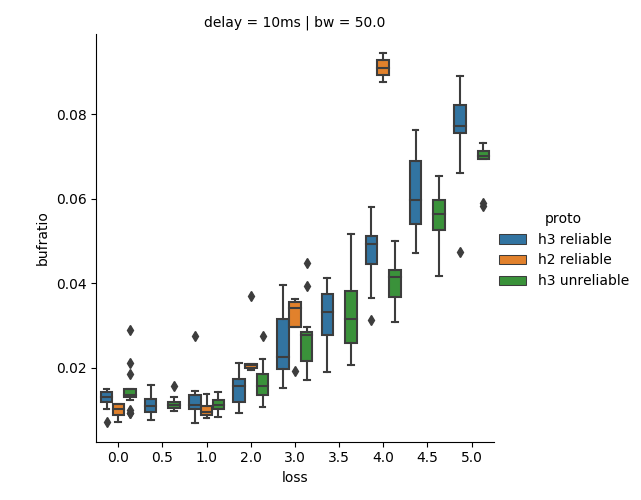 delay = 10ms | bw = 50.0
bufratio
0.08
0.06
0.04
0.02
0.0 0.5 1.0 2.0 3.0 3.5 4.0 4.5 5.0
loss
proto
h3 reliable
h2 reliable
h3 unreliable